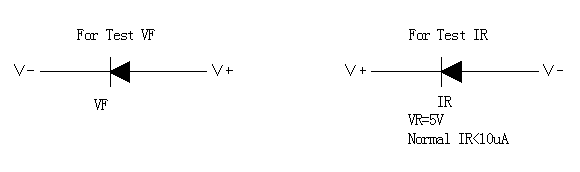 For Test VF
V- V+
VF
For Test IR
V+ V-
IR
VR=5V
Normal IR<10uA